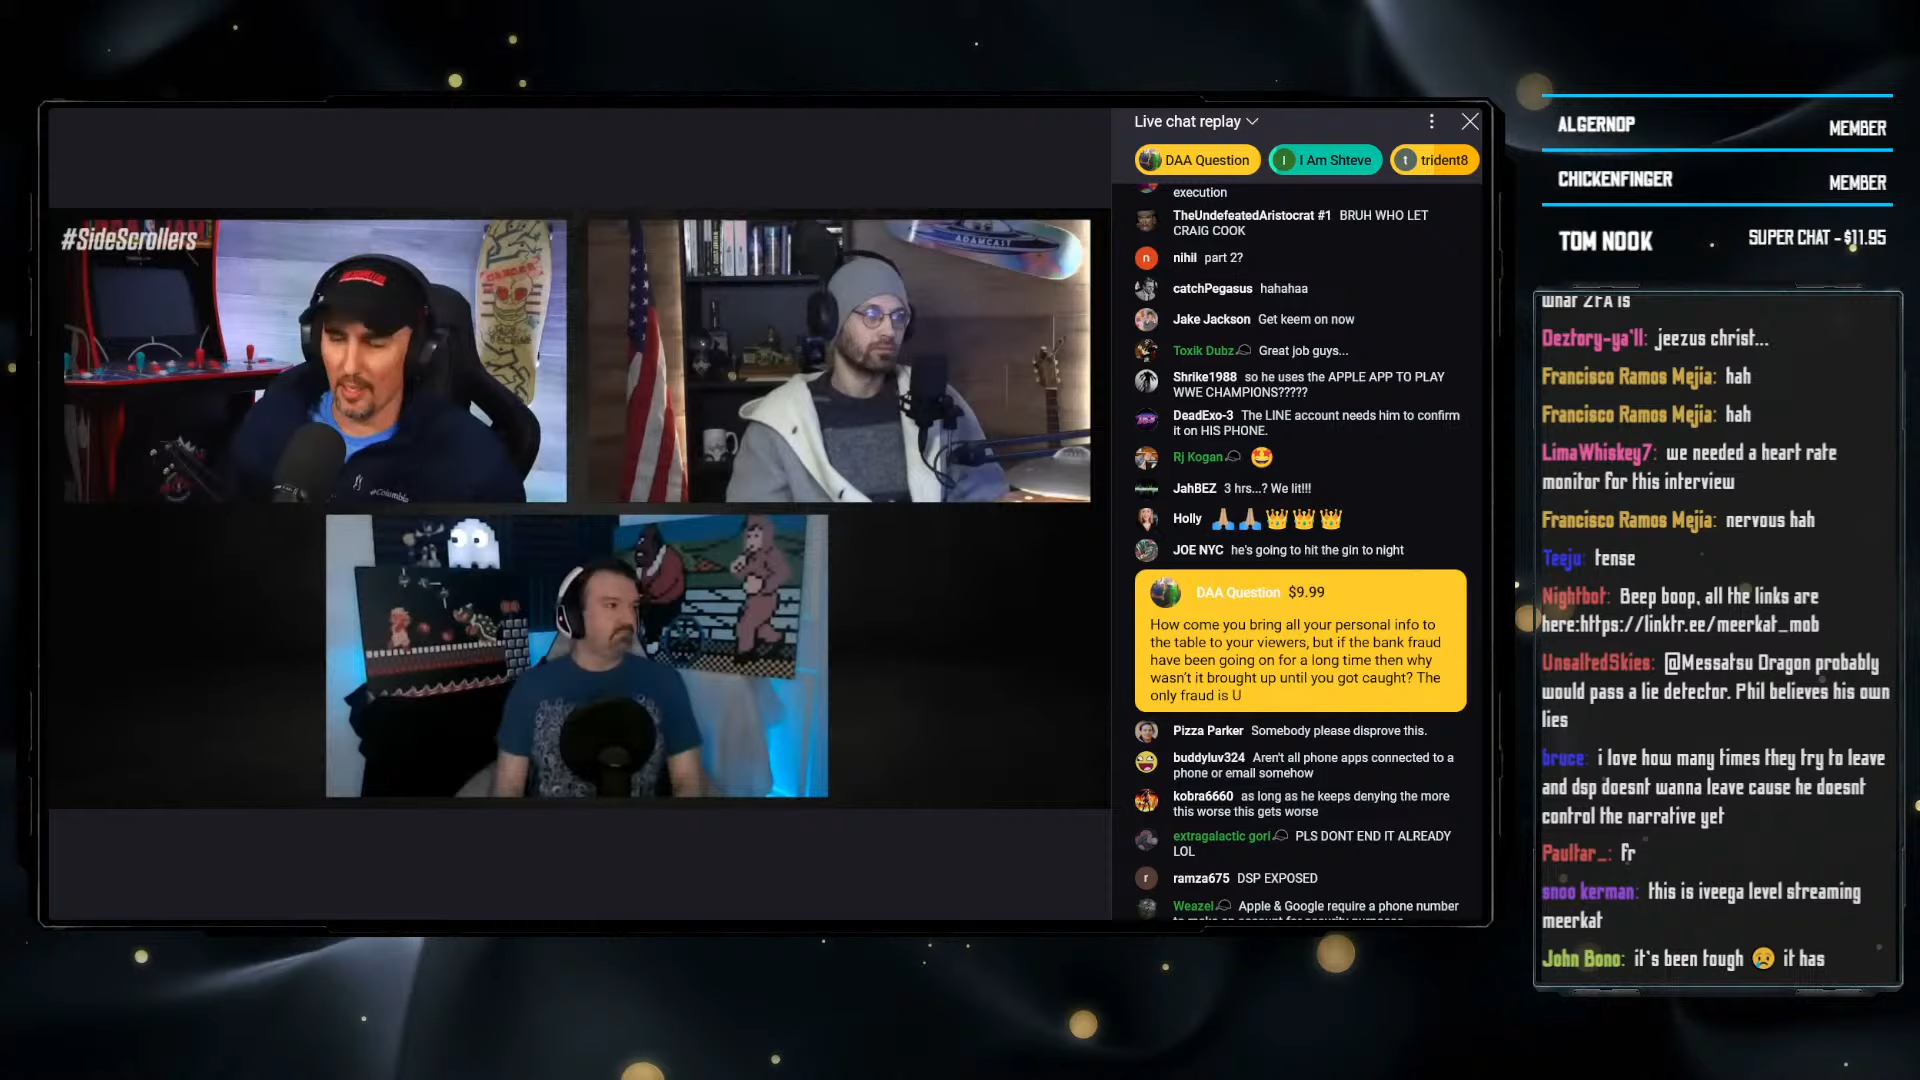 #SideScrollers
ADAMCAST
Columbia
Live chat replay
DAA Question
I
I Am Shteve
t
trident8
execution
TheUndefeatedAristocrat #1 BRUH WHO LET
CRAIG COOK
n
nihil part 2?
catchPegasus hahahaa
Jake Jackson Get keem on now
Toxik Dubz Great job guys...
Shrike1988 so he uses the APPLE APP TO PLAY
WWE CHAMPIONS?????
DeadExo-3 The LINE account needs him to confirm
it on HIS PHONE.
Rj Kogan 🤩
JahBEZ 3 hrs...? We lit!!!
Holly 🙏🏽🙏🏽👑👑👑
JOE NYC he's going to hit the gin to night
DAA Question $9.99
How come you bring all your personal info to
the table to your viewers, but if the bank fraud
have been going on for a long time then why
wasn't it brought up until you got caught? The
only fraud is U
Pizza Parker Somebody please disprove this.
buddyluv324 Aren't all phone apps connected to a
phone or email somehow
kobra6660 as long as he keeps denying the more
this worse this gets worse
extragalactic gori PLS DONT END IT ALREADY
LOL
r
ramza675 DSP EXPOSED
Weazel Apple & Google require a phone number
to make an account for security purposes
ALGERNOP MEMBER
CHICKENFINGER MEMBER
TOM NOOK SUPER CHAT - $11.95
what 2FA is
Deztory-ya'll: jeezus christ...
Francisco Ramos Mejia: hah
Francisco Ramos Mejia: hah
LimaWhiskey7: we needed a heart rate
monitor for this interview
Francisco Ramos Mejia: nervous hah
Teeju: tense
Nightbot: Beep boop, all the links are
here:https://linktr.ee/meerkat_mob
UnsaltedSkies: @Messatsu Dragon probably
would pass a lie detector. Phil believes his own
lies
bruce: i love how many times they try to leave
and dsp doesnt wanna leave cause he doesnt
control the narrative yet
Paultar_: fr
snoo kerman: this is iveega level streaming
meerkat
John Bono: it's been tough 😥 it has